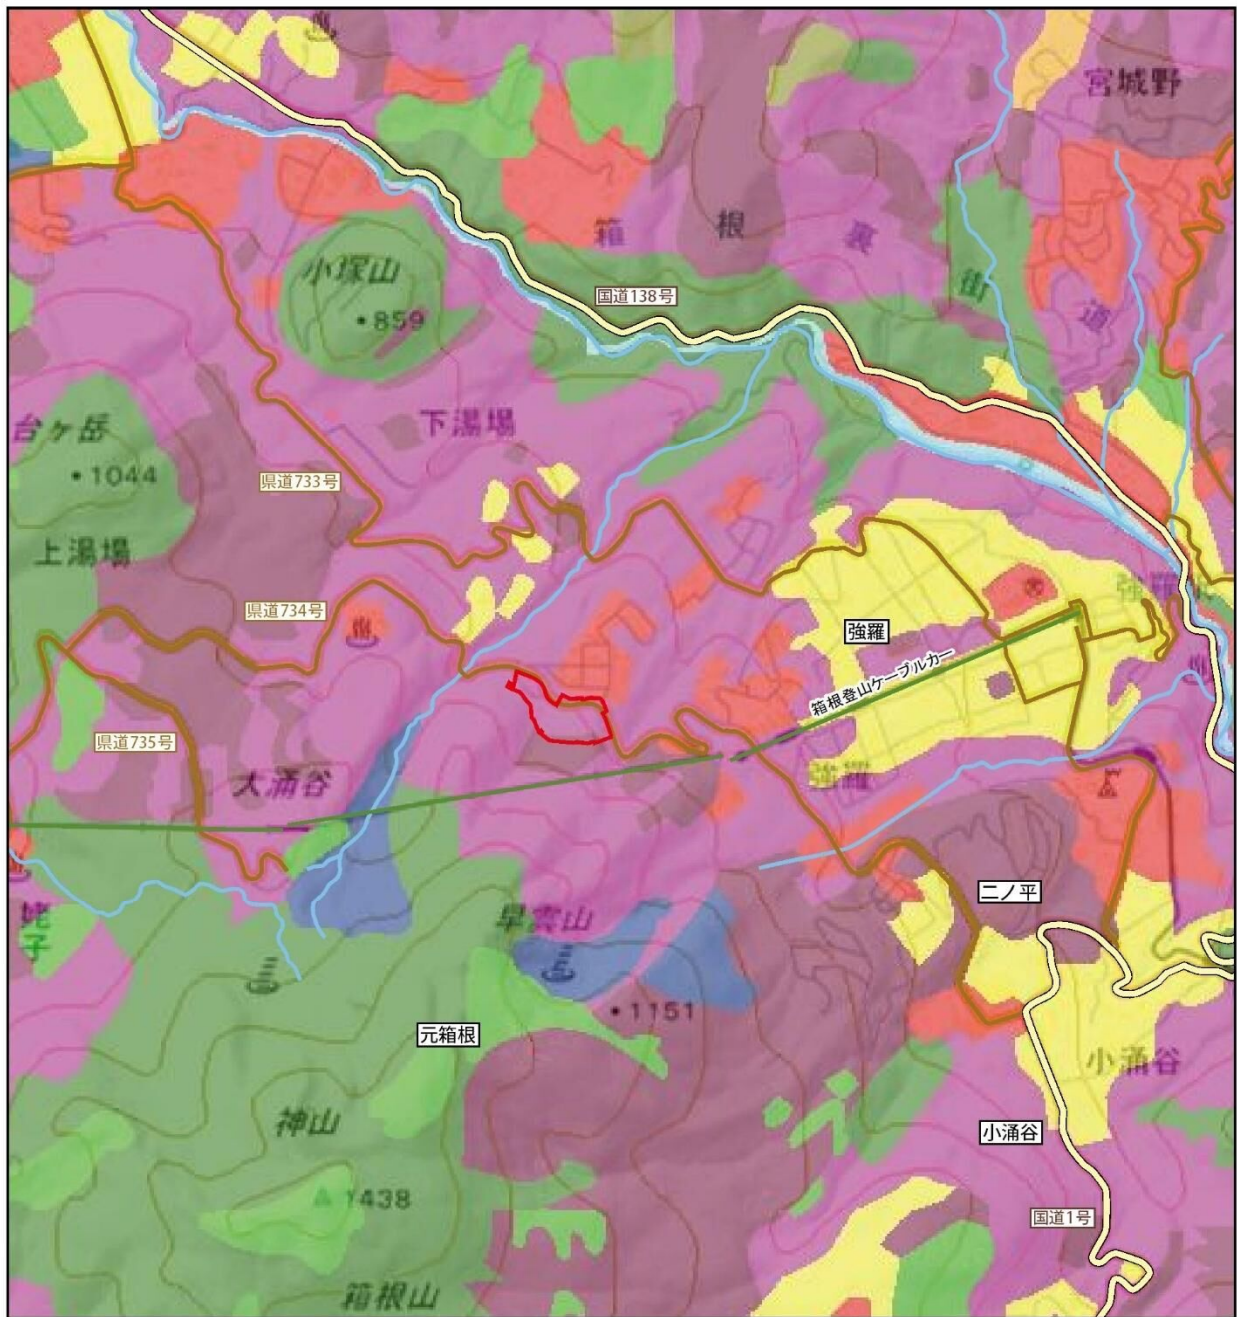 宮城野
箱根裏街道
小塚山
国道138号
・859
台ヶ岳
・1044
下湯場
県道733号
上湯場
県道734号
強羅
箱根登山ケーブルカー
県道735号
大涌谷
強羅
二ノ平
姥子
早雲山
・1151
元箱根
小涌谷
神山
小涌谷
1438
国道1号
箱根山